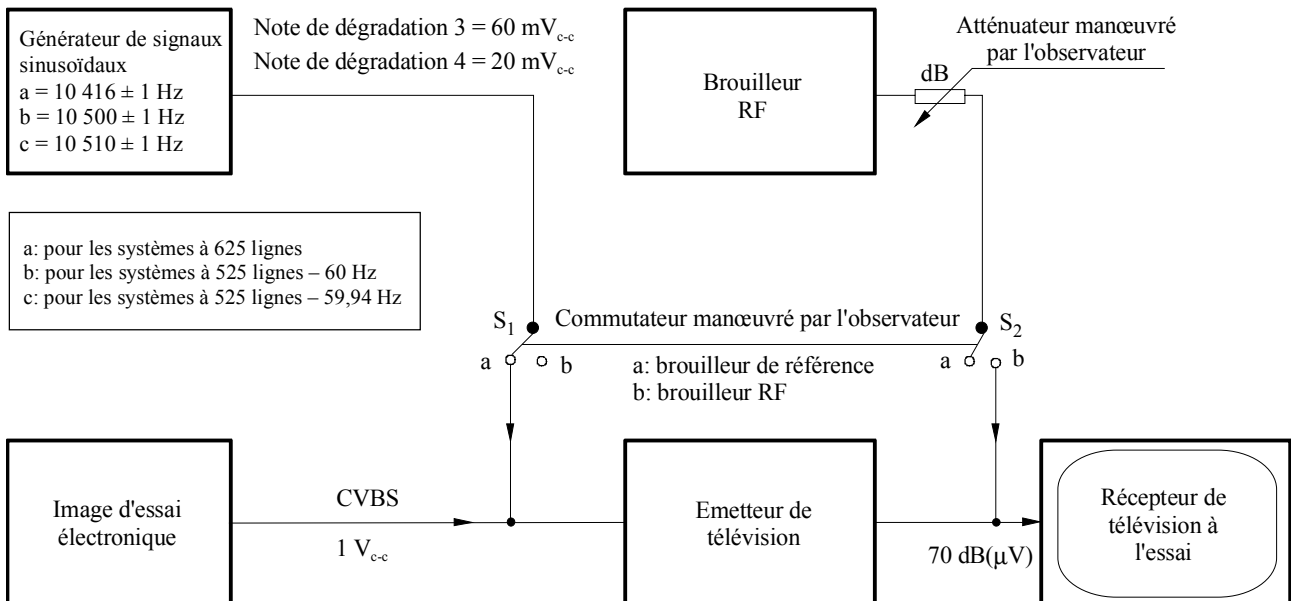 Générateur de signaux
sinusoïdaux
a = 10 416 ± 1 Hz
b = 10 500 ± 1 Hz
c = 10 510 ± 1 Hz
Note de dégradation 3 = 60 mVc-c
Note de dégradation 4 = 20 mVc-c
Brouilleur
RF
dB
Atténuateur manœuvré
par l'observateur
a: pour les systèmes à 625 lignes
b: pour les systèmes à 525 lignes – 60 Hz
c: pour les systèmes à 525 lignes – 59,94 Hz
S1
Commutateur manœuvré par l'observateur
S2
a
b
a: brouilleur de référence
b: brouilleur RF
a
b
Image d'essai
électronique
CVBS
1 Vc-c
Emetteur de
télévision
70 dB(µV)
Récepteur de
télévision à
l'essai